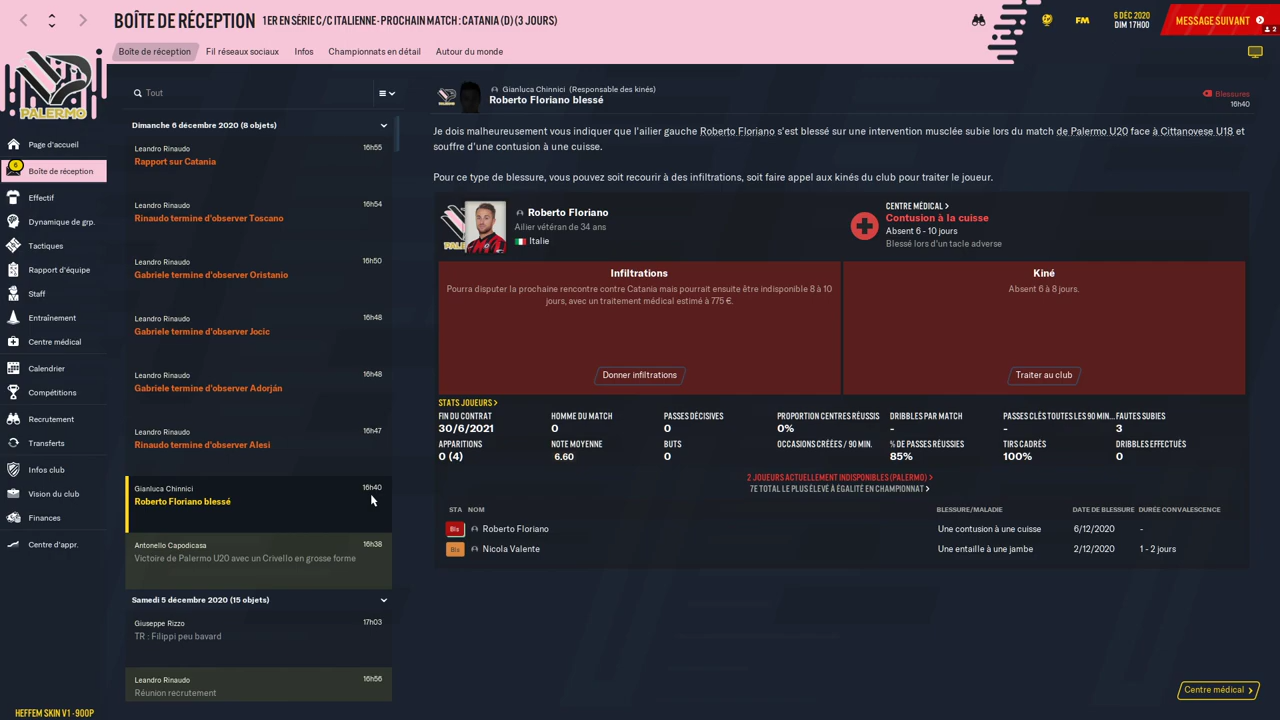 BOÎTE DE RÉCEPTION
1ER EN SÉRIE C/C ITALIENNE - PROCHAIN MATCH : CATANIA (D) (3 JOURS)
FM
6 DÉC 2020
DIM 17H00
MESSAGE SUIVANT
2
Boîte de réception
Fil réseaux sociaux
Infos
Championnats en détail
Autour du monde
PALERMO
Page d'accueil
6
Boîte de réception
Effectif
Dynamique de grp.
Tactiques
Rapport d'équipe
Staff
Entraînement
Centre médical
Calendrier
Compétitions
Recrutement
Transferts
Infos club
Vision du club
Finances
Centre d'appr.
HEFFEM SKIN V1 - 900P
Tout
Dimanche 6 décembre 2020 (8 objets)
Leandro Rinaudo 16h55
Rapport sur Catania
Leandro Rinaudo 16h54
Rinaudo termine d'observer Toscano
Leandro Rinaudo 16h50
Gabriele termine d'observer Oristanio
Leandro Rinaudo 16h48
Gabriele termine d'observer Jocic
Leandro Rinaudo 16h48
Gabriele termine d'observer Adorján
Leandro Rinaudo 16h47
Rinaudo termine d'observer Alesi
Gianluca Chinnici 16h40
Roberto Floriano blessé
Antonello Capodicasa 16h38
Victoire de Palermo U20 avec un Crivello en grosse forme
Samedi 5 décembre 2020 (15 objets)
Giuseppe Rizzo 17h03
TR : Filippi peu bavard
Leandro Rinaudo 16h56
Réunion recrutement
Gianluca Chinnici (Responsable des kinés)
Roberto Floriano blessé
Blessures
16h40
Je dois malheureusement vous indiquer que l'ailier gauche Roberto Floriano s'est blessé sur une intervention musclée subie lors du match de Palermo U20 face à Cittanovese U18 et
souffre d'une contusion à une cuisse.
Pour ce type de blessure, vous pouvez soit recourir à des infiltrations, soit faire appel aux kinés du club pour traiter le joueur.
Roberto Floriano
Ailier vétéran de 34 ans
Italie
CENTRE MÉDICAL >
Contusion à la cuisse
Absent 6 - 10 jours
Blessé lors d'un tacle adverse
Infiltrations
Pourra disputer la prochaine rencontre contre Catania mais pourrait ensuite être indisponible 8 à 10
jours, avec un traitement médical estimé à 775 €.
Donner infiltrations
Kiné
Absent 6 à 8 jours.
Traiter au club
STATS JOUEURS >
FIN DU CONTRAT HOMME DU MATCH PASSES DÉCISIVES PROPORTION CENTRES RÉUSSIS DRIBBLES PAR MATCH PASSES CLÉS TOUTES LES 90 MIN... FAUTES SUBIES
30/6/2021 0 0 0% - - 3
APPARITIONS NOTE MOYENNE BUTS OCCASIONS CRÉÉES / 90 MIN. % DE PASSES RÉUSSIES TIRS CADRÉS DRIBBLES EFFECTUÉS
0 (4) 6.60 0 85% 100% 0
2 JOUEURS ACTUELLEMENT INDISPONIBLES (PALERMO) >
7E TOTAL LE PLUS ÉLEVÉ À ÉGALITÉ EN CHAMPIONNAT >
STA NOM BLESSURE/MALADIE DATE DE BLESSURE DURÉE CONVALESCENCE
Bls Roberto Floriano Une contusion à une cuisse 6/12/2020 -
Bls Nicola Valente Une entaille à une jambe 2/12/2020 1 - 2 jours
Centre médical >